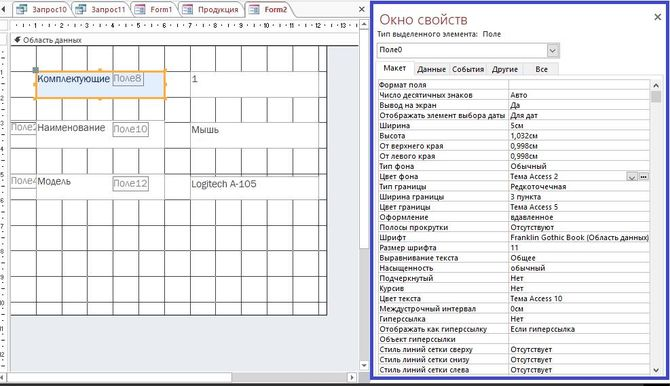 Запрос10
Запрос11
Form1
Продукция
Form2
Область данных
Комплектующие
Поле8
1
Наименование
Поле10
Мышь
Модель
Поле12
Logitech A-105
Окно свойств
Тип выделенного элемента: Поле
Поле0
Макет Данные События Другие Все
Формат поля
Число десятичных знаков Авто
Вывод на экран Да
Отображать элемент выбора даты Для дат
Ширина 5см
Высота 1,032см
От верхнего края 0,998см
От левого края 0,998см
Тип фона Обычный
Цвет фона Тема Access 2
Тип границы Редкоточечная
Ширина границы 3 пункта
Цвет границы Тема Access 5
Оформление вдавленное
Полосы прокрутки Отсутствуют
Шрифт Franklin Gothic Book (Область данных)
Размер шрифта 11
Выравнивание текста Общее
Насыщенность обычный
Подчеркнутый Нет
Курсив Нет
Цвет текста Тема Access 10
Междустрочный интервал 0см
Гиперссылка Нет
Отображать как гиперссылку Если гиперссылка
Объект гиперссылки
Стиль линий сетки сверху Отсутствует
Стиль линий сетки снизу Отсутствует
Стиль линий сетки слева Отсутствует